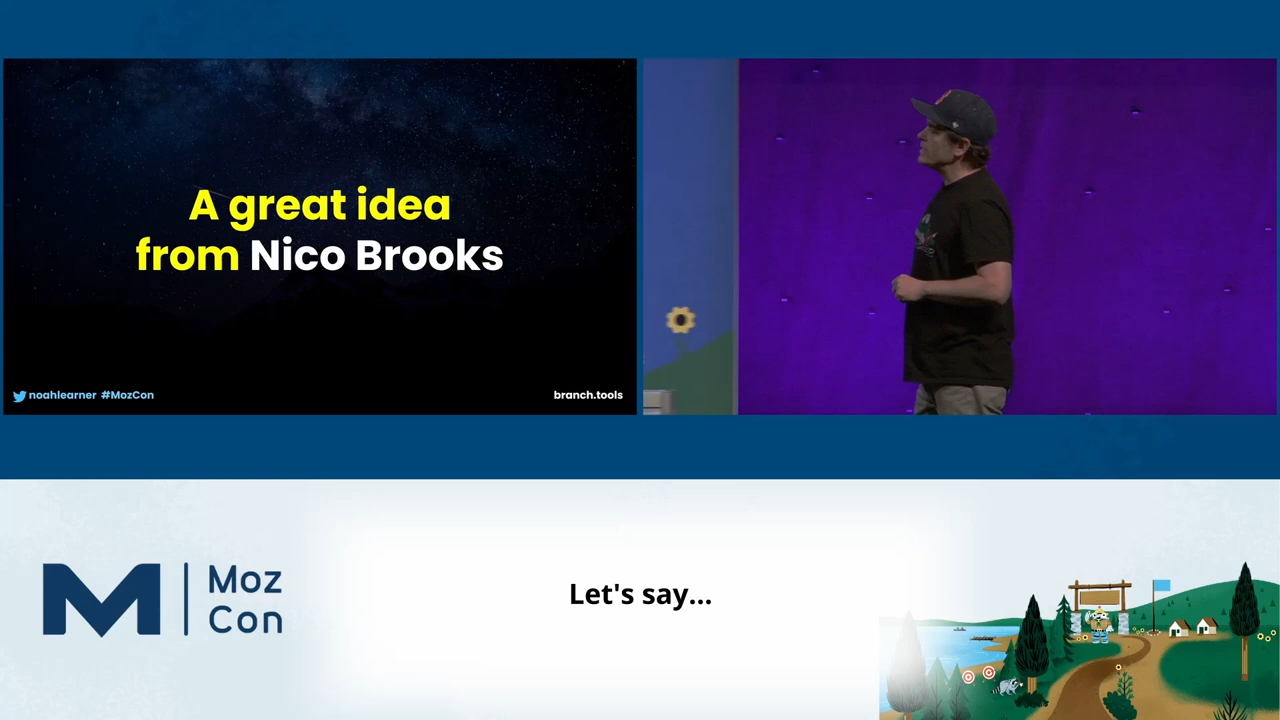 A great idea
from Nico Brooks
noahlearner #MozCon
branch.tools
Moz
Con
Let's say...